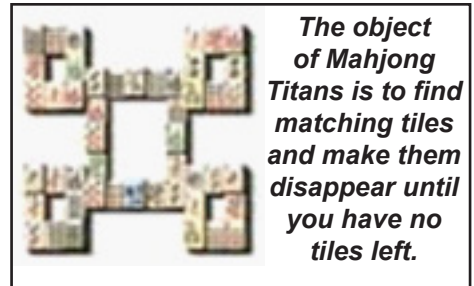 The object
of Mahjong
Titans is to find
matching tiles
and make them
disappear until
you have no
tiles left.